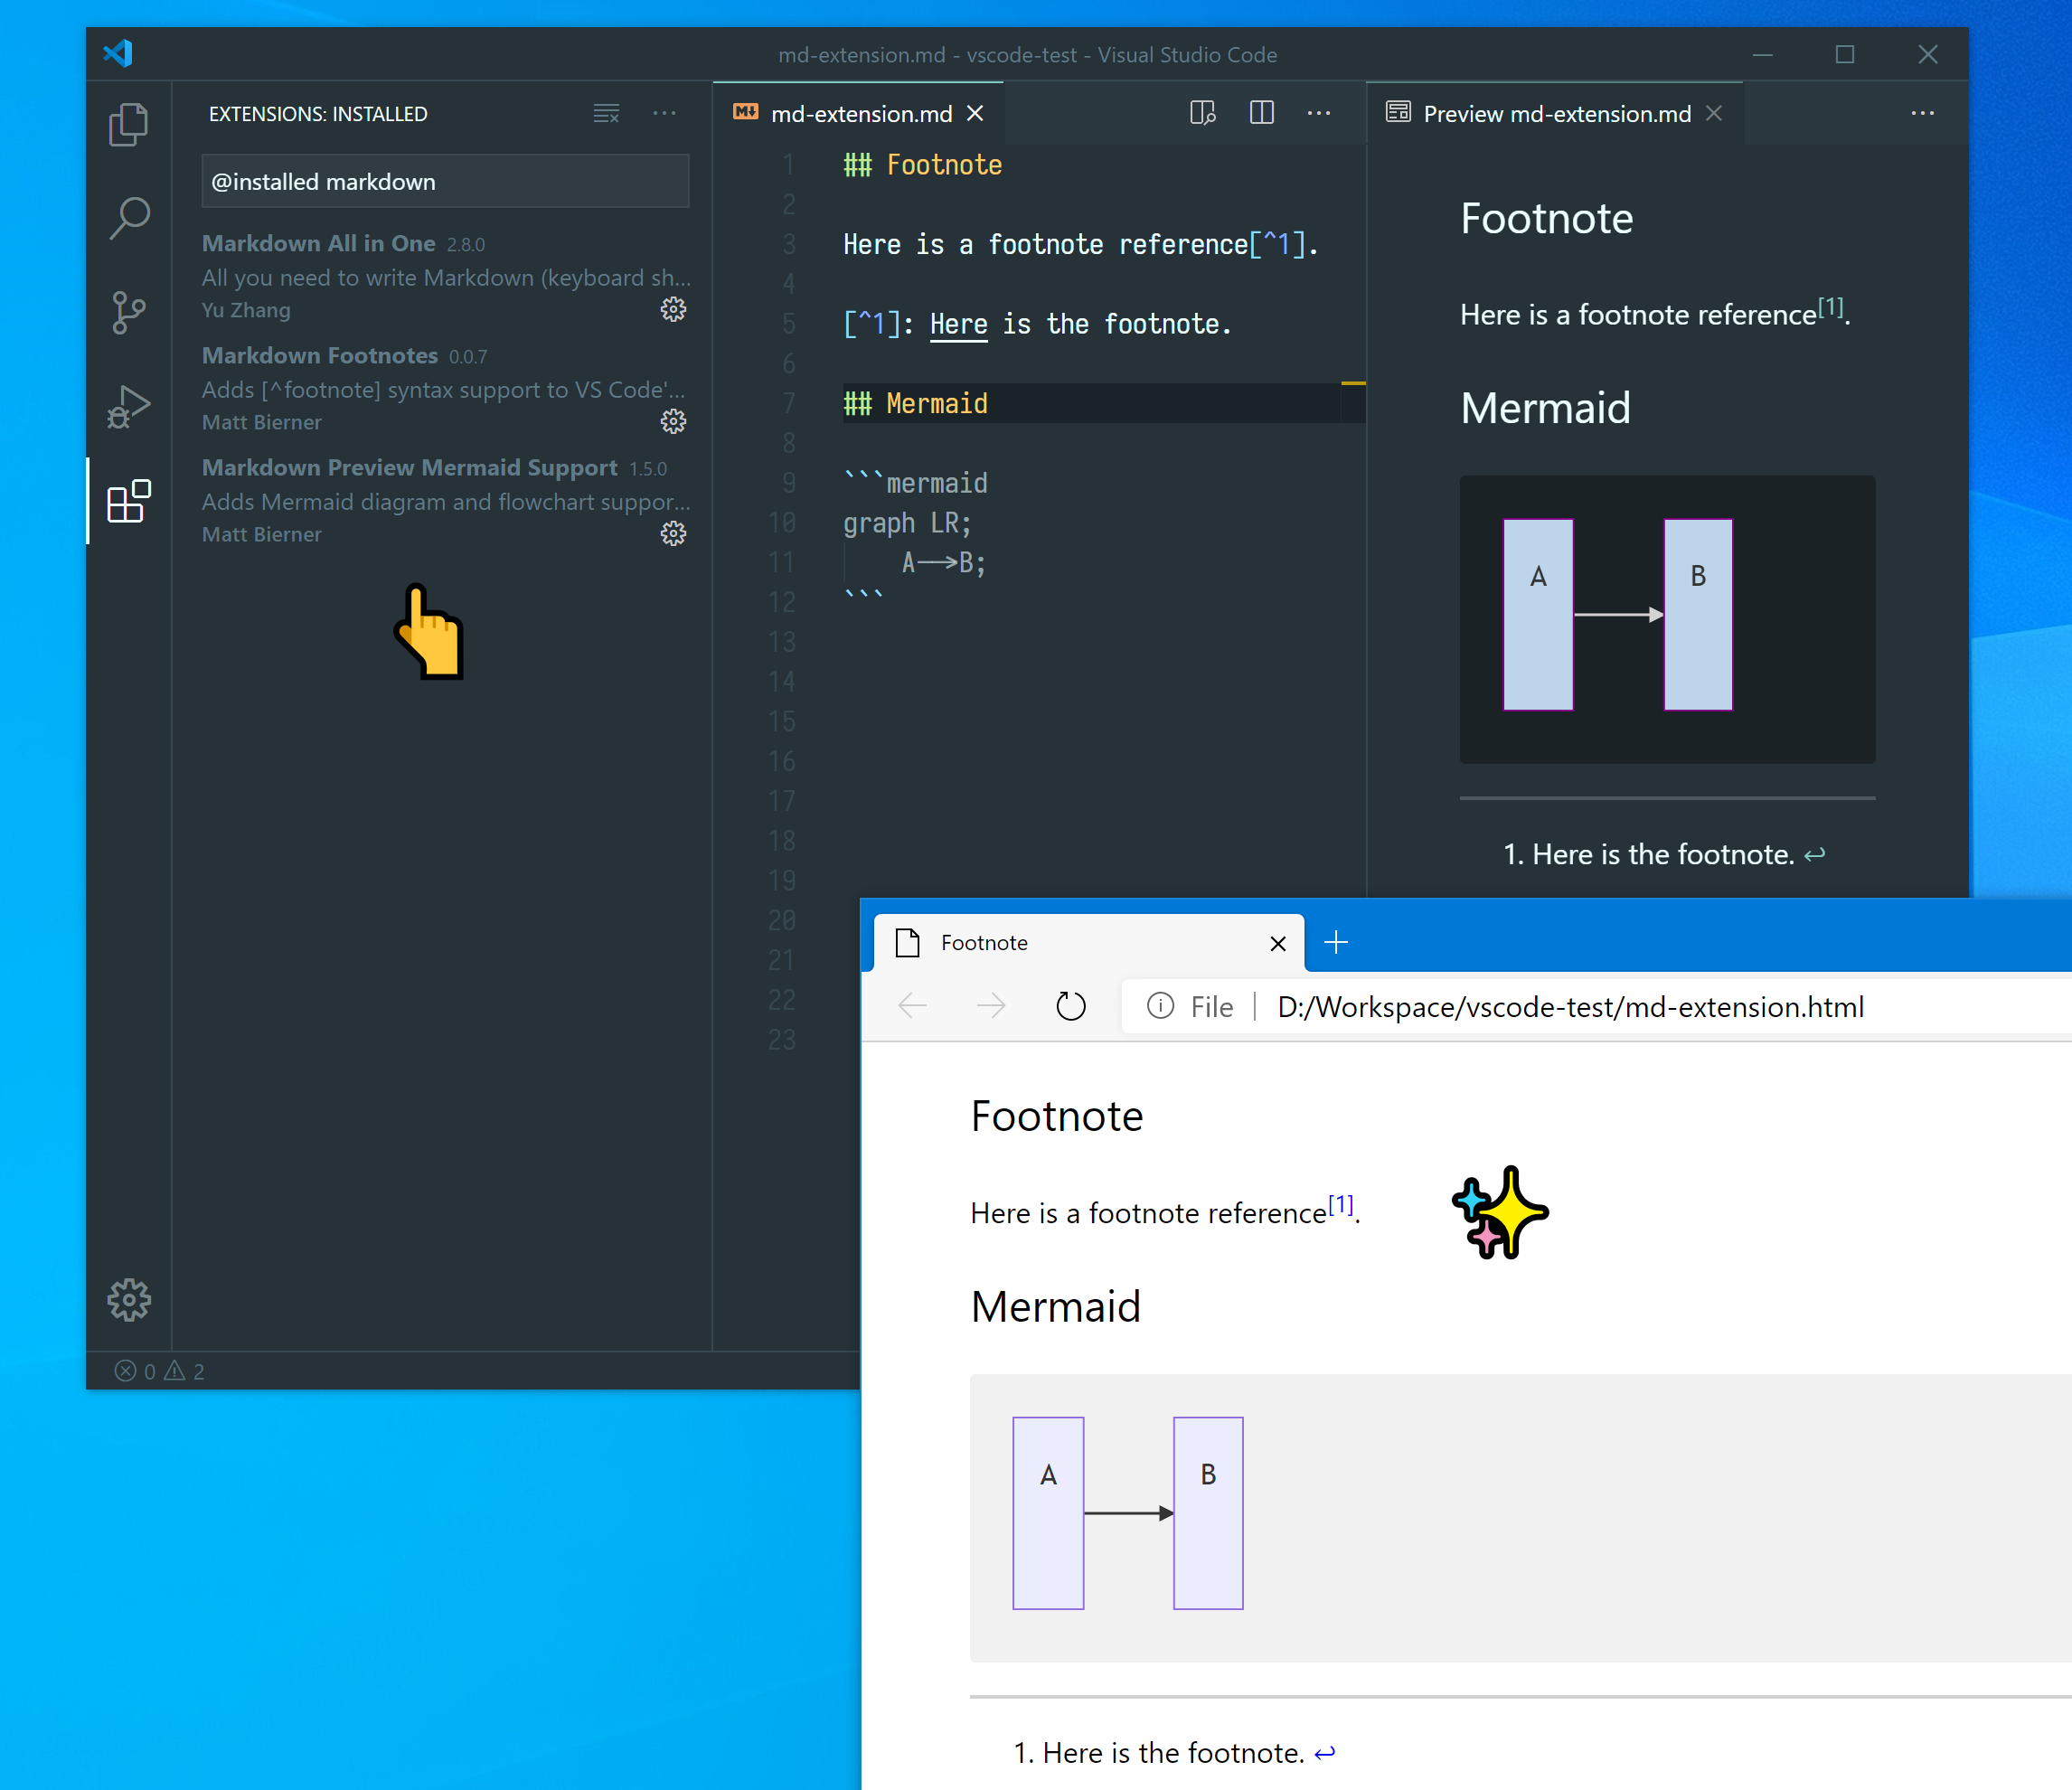 md-extension.md - vscode-test - Visual Studio Code
EXTENSIONS: INSTALLED
@installed markdown
Markdown All in One 2.8.0
All you need to write Markdown (keyboard sh...
Yu Zhang
Markdown Footnotes 0.0.7
Adds [^footnote] syntax support to VS Code'...
Matt Bierner
Markdown Preview Mermaid Support 1.5.0
Adds Mermaid diagram and flowchart suppor...
Matt Bierner
0 2
md-extension.md
1 ## Footnote
2
3 Here is a footnote reference[^1].
4
5 [^1]: Here is the footnote.
6
7 ## Mermaid
8
9 ```mermaid
10 graph LR;
11 A-->B;
12 ```
13
14
15
16
17
18
19
20
21
22
23
Preview md-extension.md
Footnote
Here is a footnote reference[1].
Mermaid
A B
1. Here is the footnote. ↩
Footnote
File | D:/Workspace/vscode-test/md-extension.html
Footnote
Here is a footnote reference[1].
Mermaid
A B
1. Here is the footnote. ↩